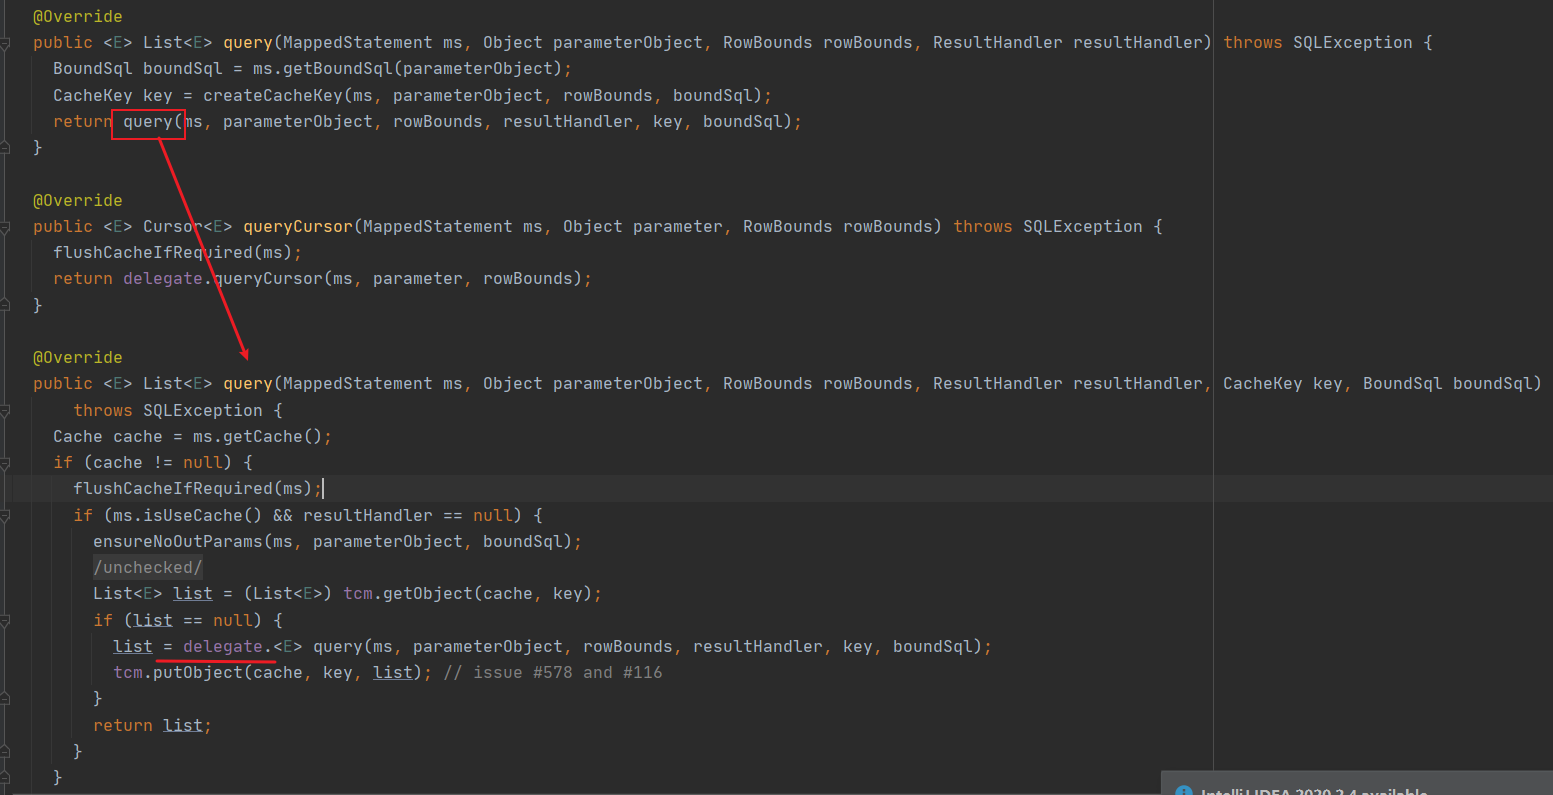 @Override
public <E> List<E> query(MappedStatement ms, Object parameterObject, RowBounds rowBounds, ResultHandler resultHandler) throws SQLException {
BoundSql boundSql = ms.getBoundSql(parameterObject);
CacheKey key = createCacheKey(ms, parameterObject, rowBounds, boundSql);
return query(ms, parameterObject, rowBounds, resultHandler, key, boundSql);
}
@Override
public <E> Cursor<E> queryCursor(MappedStatement ms, Object parameter, RowBounds rowBounds) throws SQLException {
flushCacheIfRequired(ms);
return delegate.queryCursor(ms, parameter, rowBounds);
}
@Override
public <E> List<E> query(MappedStatement ms, Object parameterObject, RowBounds rowBounds, ResultHandler resultHandler, CacheKey key, BoundSql boundSql)
throws SQLException {
Cache cache = ms.getCache();
if (cache != null) {
flushCacheIfRequired(ms);
if (ms.isUseCache() && resultHandler == null) {
ensureNoOutParams(ms, parameterObject, boundSql);
/unchecked/
List<E> list = (List<E>) tcm.getObject(cache, key);
if (list == null) {
list = delegate.<E> query(ms, parameterObject, rowBounds, resultHandler, key, boundSql);
tcm.putObject(cache, key, list); // issue #578 and #116
}
return list;
}
}
IntelliJ IDEA 2020.2.4 available